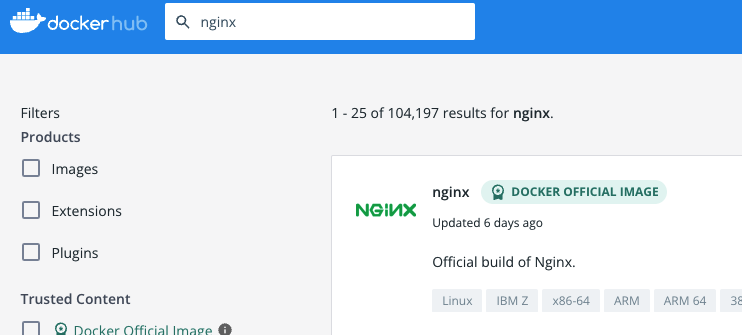 dockerhub
nginx
Filters
1 - 25 of 104,197 results for nginx.
Products
Images
Extensions
Plugins
Trusted Content
Docker Official Image
NGINX
nginx DOCKER OFFICIAL IMAGE
Updated 6 days ago
Official build of Nginx.
Linux IBM Z x86-64 ARM ARM 64 38